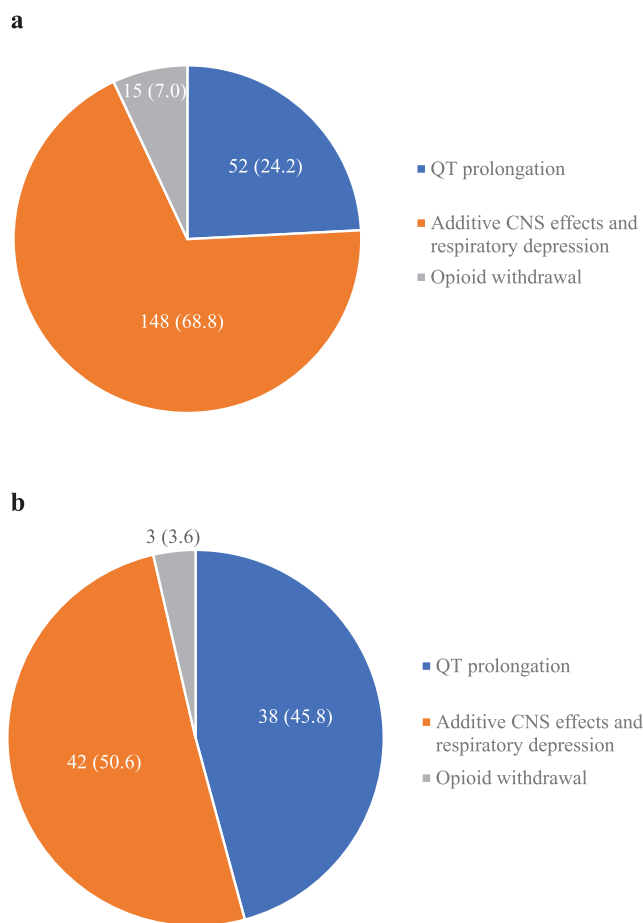 a
15 (7.0)
52 (24.2)
148 (68.8)
QT prolongation
Additive CNS effects and
respiratory depression
Opioid withdrawal
b
3 (3.6)
38 (45.8)
42 (50.6)
QT prolongation
Additive CNS effects and
respiratory depression
Opioid withdrawal